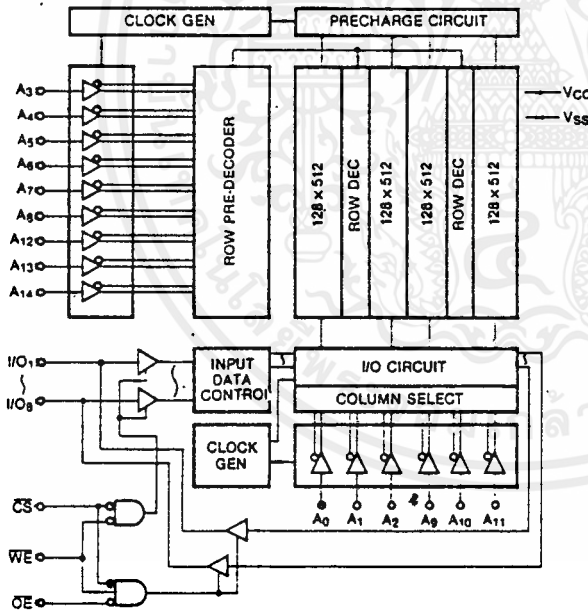 CLOCK GEN
PRECHARGE CIRCUIT
A3
A4
A5
A6
A7
A8
A12
A13
A14
ROW PRE-DECODER
128 x 512
ROW DEC
128 x 512
128 x 512
ROW DEC
128 x 512
VCC
VSS
I/O1
I/O8
INPUT
DATA
CONTROL
I/O CIRCUIT
COLUMN SELECT
CLOCK
GEN
A0 A1 A2 A9 A10 A11
CS
WE
OE